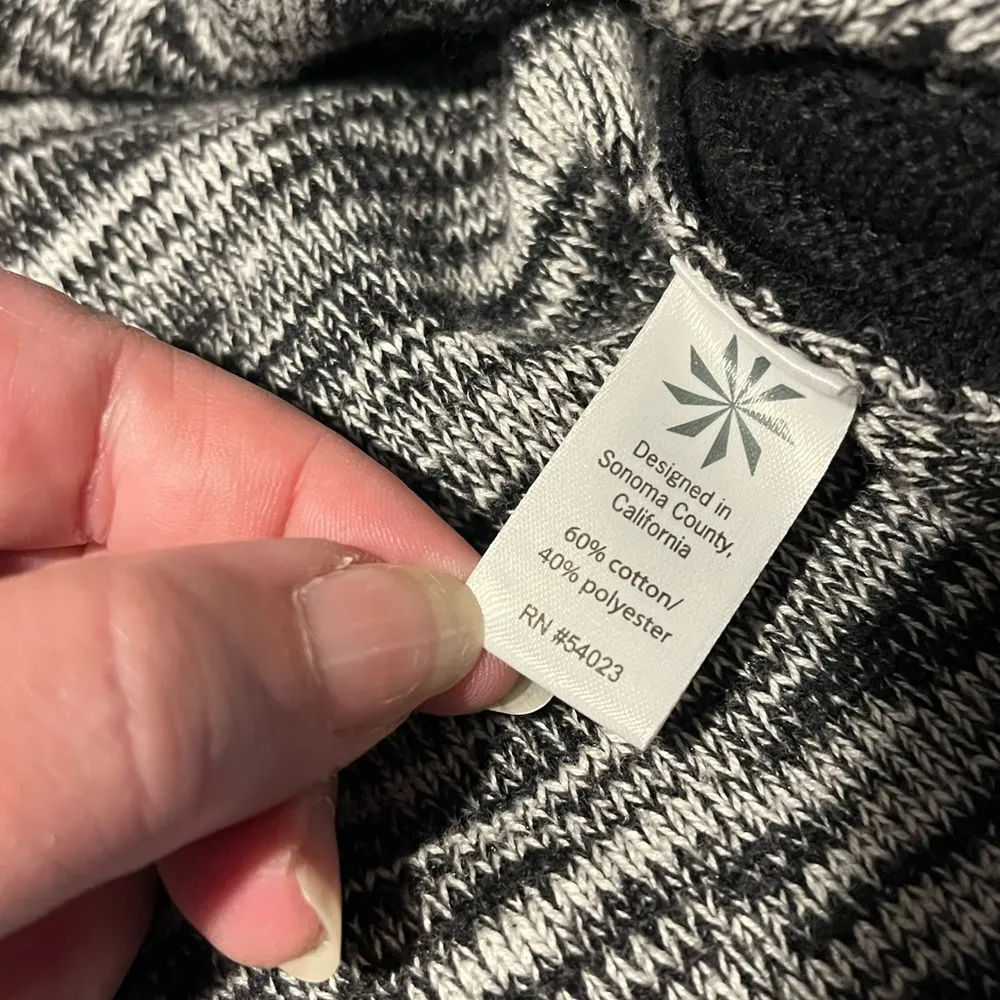 Designed in
Sonoma County,
California
60% cotton/
40% polyester
RN #54023